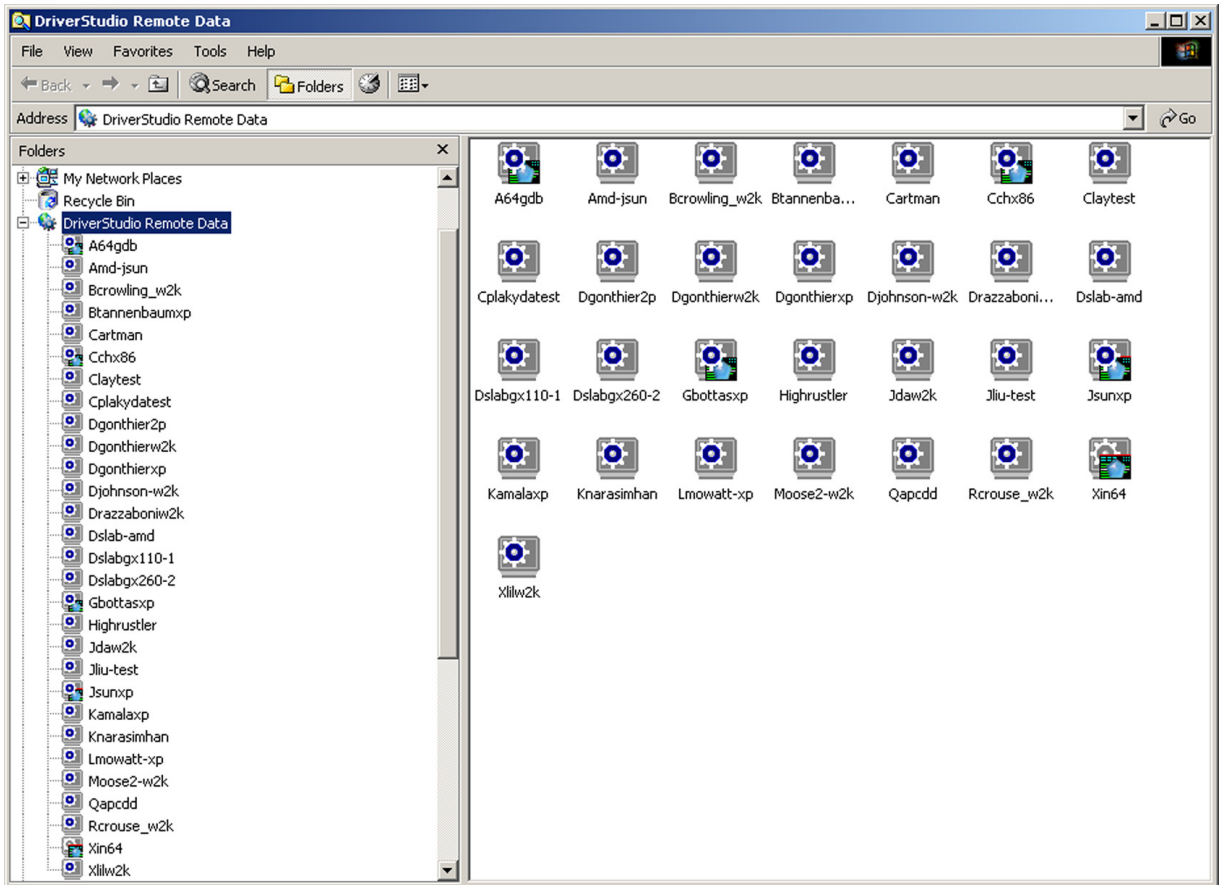 DriverStudio Remote Data
File View Favorites Tools Help
Back Search Folders
Address DriverStudio Remote Data Go
Folders
My Network Places
Recycle Bin
DriverStudio Remote Data
A64gdb
Amd-jsun
Bcrowling_w2k
Btannenbaumxp
Cartman
Cchx86
Claytest
Cplakydatest
Dgonthier2p
Dgonthierw2k
Dgonthierxp
Djohnson-w2k
Drazzaboniw2k
Dslab-amd
Dslabgx110-1
Dslabgx260-2
Gbottasxp
Highrustler
Jdaw2k
Jliu-test
Jsunxp
Kamalaxp
Knarasimhan
Lmowatt-xp
Moose2-w2k
Qapcdd
Rcrouse_w2k
Xin64
Xlilw2k
A64gdb Amd-jsun Bcrowling_w2k Btannenba... Cartman Cchx86 Claytest
Cplakydatest Dgonthier2p Dgonthierw2k Dgonthierxp Djohnson-w2k Drazzaboni... Dslab-amd
Dslabgx110-1 Dslabgx260-2 Gbottasxp Highrustler Jdaw2k Jliu-test Jsunxp
Kamalaxp Knarasimhan Lmowatt-xp Moose2-w2k Qapcdd Rcrouse_w2k Xin64
Xlilw2k